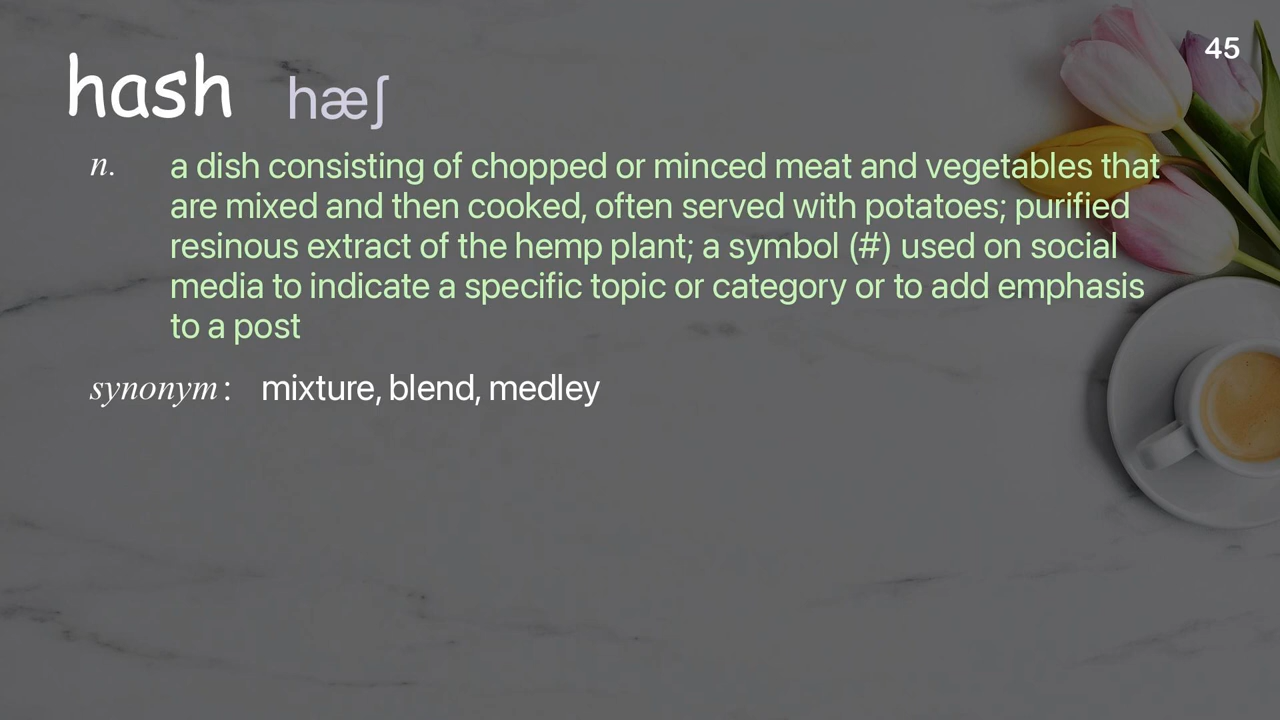 45
hash hæʃ
n. a dish consisting of chopped or minced meat and vegetables that
are mixed and then cooked, often served with potatoes; purified
resinous extract of the hemp plant; a symbol (#) used on social
media to indicate a specific topic or category or to add emphasis
to a post
synonym: mixture, blend, medley